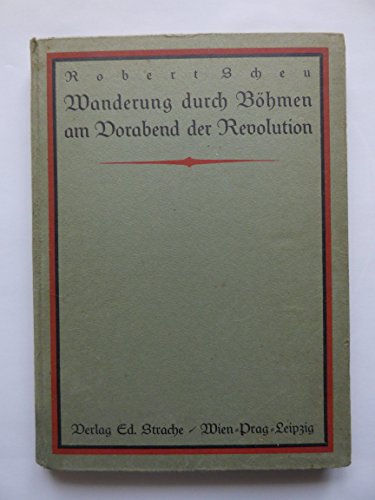 Robert Scheu
Wanderung durch Böhmen
am Vorabend der Revolution
Verlag Ed. Strache / Wien-Prag-Leipzig